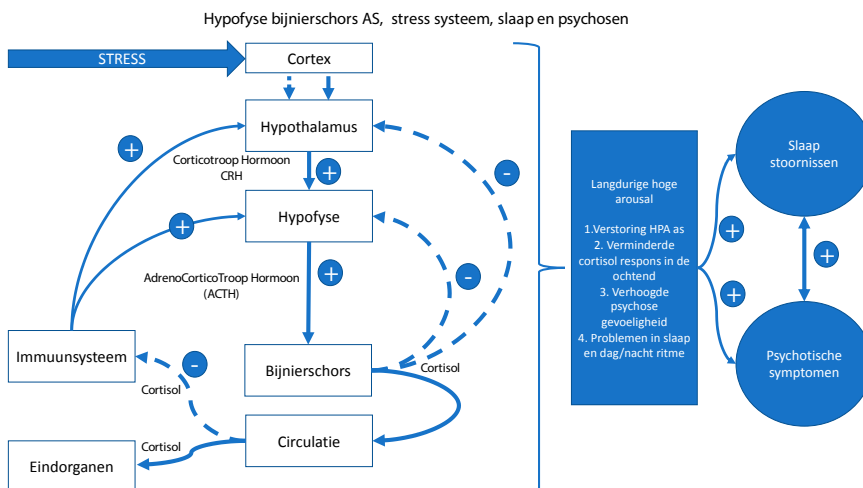 Hypofyse bijnierschors AS, stress systeem, slaap en psychosen
STRESS
Cortex
Hypothalamus
+
Corticotroop Hormoon
CRH
+
-
Hypofyse
+
AdrenoCorticoTroop Hormoon
(ACTH)
+
-
Immuunsysteem
-
Bijnierschors
Cortisol
Cortisol
Circulatie
Cortisol
Eindorganen
Langdurige hoge
arousal
1.Verstoring HPA as
2. Verminderde
cortisol respons in de
ochtend
3. Verhoogde
psychose
gevoeligheid
4. Problemen in slaap
en dag/nacht ritme
+
+
Slaap
stoornissen
+
Psychotische
symptomen